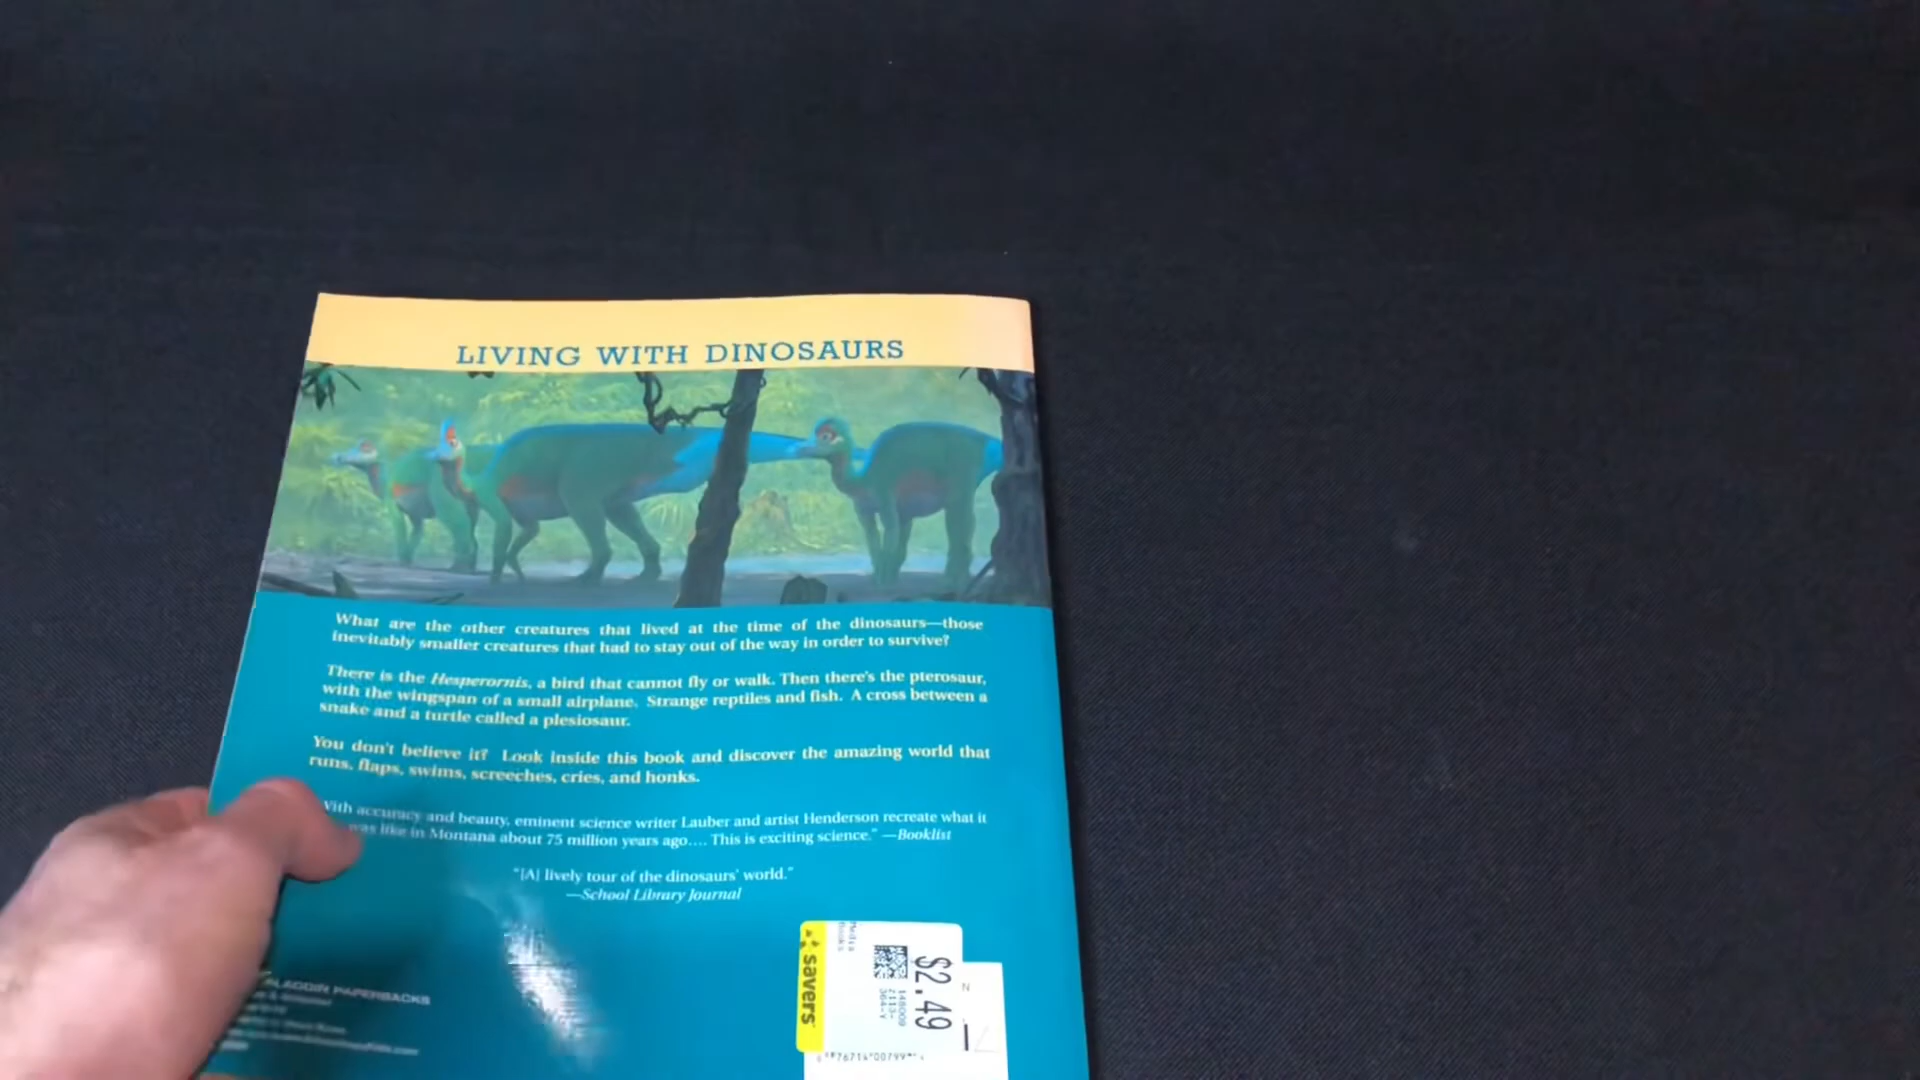 LIVING WITH DINOSAURS
What are the other creatures that lived at the time of the dinosaurs—those
inevitably smaller creatures that had to stay out of the way in order to survive?
There is the Hesperornis, a bird that cannot fly or walk. Then there's the pterosaur,
with the wingspan of a small airplane. Strange reptiles and fish. A cross between a
snake and a turtle called a plesiosaur.
You don't believe it? Look inside this book and discover the amazing world that
runs, flaps, swims, screeches, cries, and honks.
With accuracy and beauty, eminent science writer Lauber and artist Henderson recreate what it
was like in Montana about 75 million years ago.... This is exciting science." —Booklist
"[A] lively tour of the dinosaurs' world."
—School Library Journal
ALADDIN PAPERBACKS
savers
Media
Books
$2.49
N